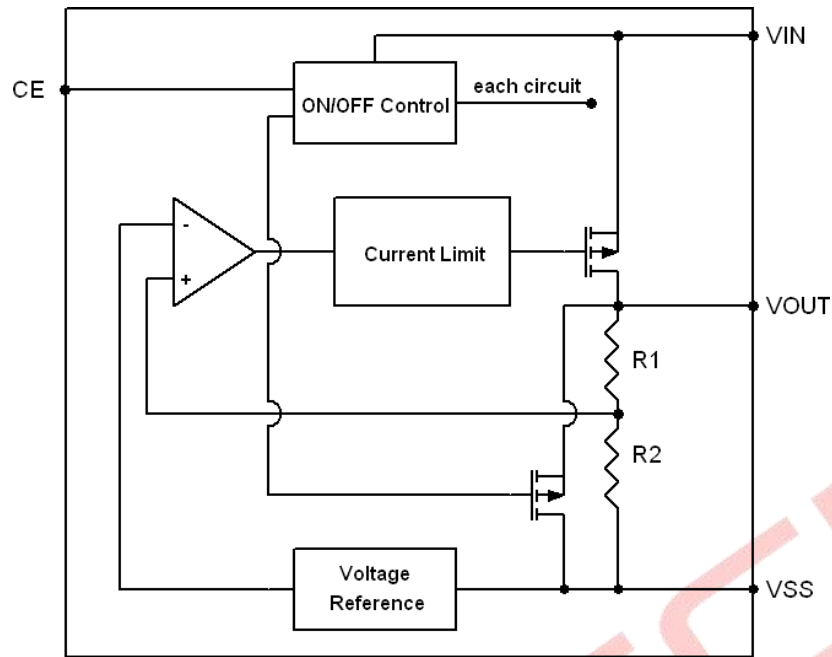 VIN
CE
ON/OFF Control
each circuit
-
+
Current Limit
VOUT
R1
R2
Voltage
Reference
VSS